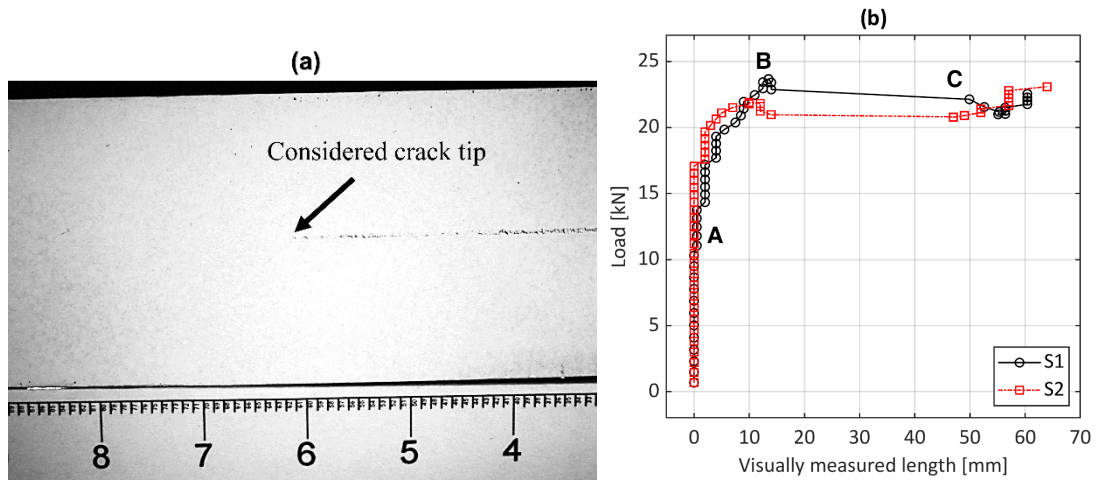 (a)
Considered crack tip
8 7 6 5 4
(b)
25
20
15
10
5
0
Load [kN]
A
B
C
S1
S2
0 10 20 30 40 50 60 70
Visually measured length [mm]